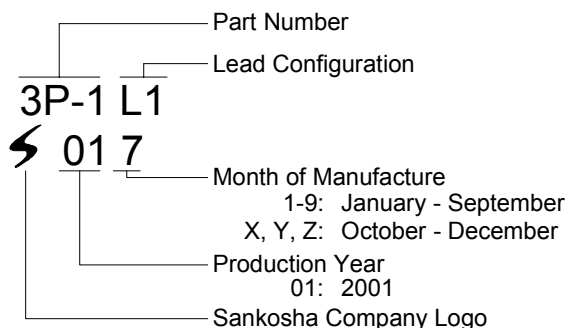 Part Number
Lead Configuration
3P-1 L1
01 7
Month of Manufacture
1-9: January - September
X, Y, Z: October - December
Production Year
01: 2001
Sankosha Company Logo